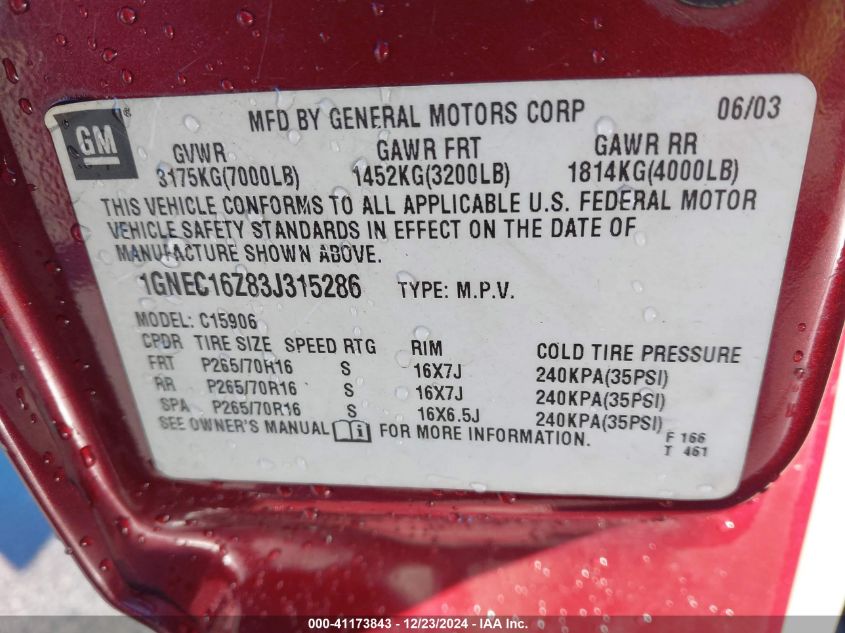 GM ®
MFD BY GENERAL MOTORS CORP 06/03
GVWR GAWR FRT GAWR RR
3175KG(7000LB) 1452KG(3200LB) 1814KG(4000LB)
THIS VEHICLE CONFORMS TO ALL APPLICABLE U.S. FEDERAL MOTOR
VEHICLE SAFETY STANDARDS IN EFFECT ON THE DATE OF
MANUFACTURE SHOWN ABOVE.
1GNEC16Z83J315286 TYPE: M.P.V.
MODEL: C15906
CPDR TIRE SIZE SPEED RTG RIM COLD TIRE PRESSURE
FRT P265/70R16 S 16X7J 240KPA(35PSI)
RR P265/70R16 S 16X7J 240KPA(35PSI)
SPA P265/70R16 S 16X6.5J 240KPA(35PSI)
SEE OWNER'S MANUAL i FOR MORE INFORMATION.
F 166
T 461
000-41173843 - 12/23/2024 - IAA Inc.